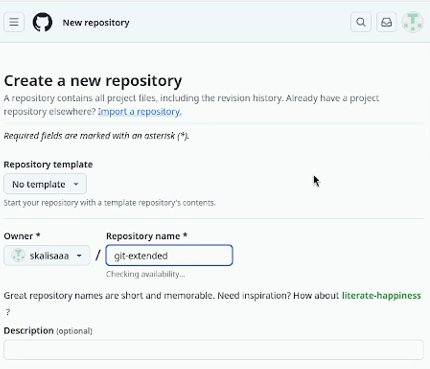 New repository
Create a new repository
A repository contains all project files, including the revision history. Already have a project
repository elsewhere? Import a repository.
Required fields are marked with an asterisk (*).
Repository template
No template
Start your repository with a template repository's contents.
Owner * Repository name *
skalisaaa / git-extended
Checking availability...
Great repository names are short and memorable. Need inspiration? How about literate-happiness
?
Description (optional)